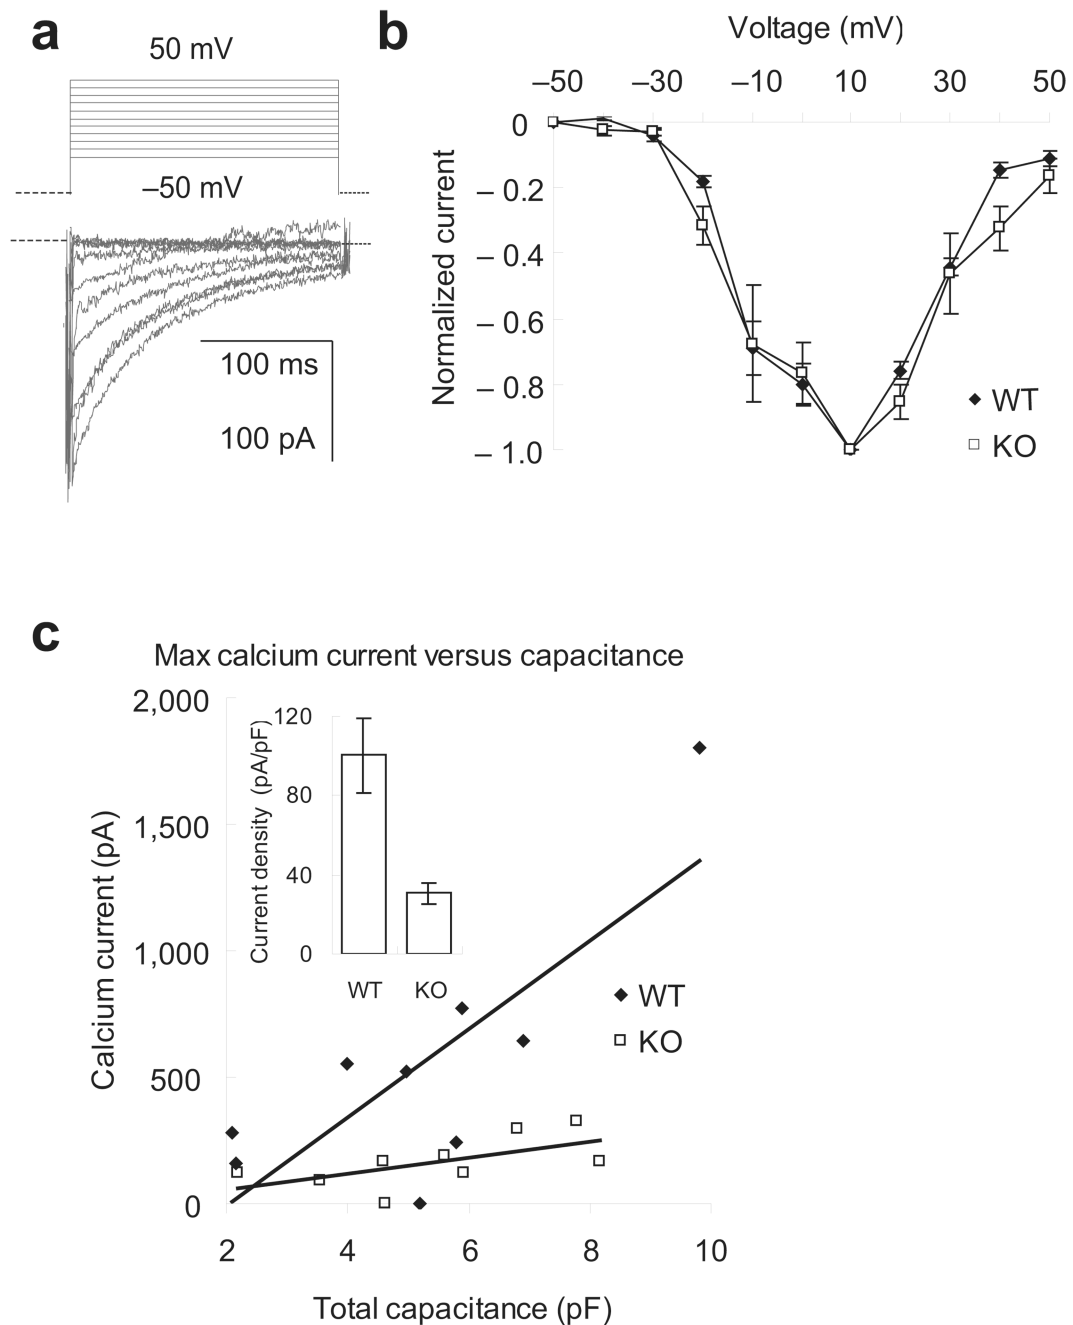 a
50 mV
–50 mV
100 ms
100 pA
b
Voltage (mV)
–50 –30 –10 10 30 50
Normalized current
0
– 0.2
– 0.4
– 0.6
– 0.8
– 1.0
WT
KO
c
Max calcium current versus capacitance
Calcium current (pA)
2,000
1,500
1,000
500
0
Current density (pA/pF)
120
80
40
0
WT KO
WT
KO
2 4 6 8 10
Total capacitance (pF)